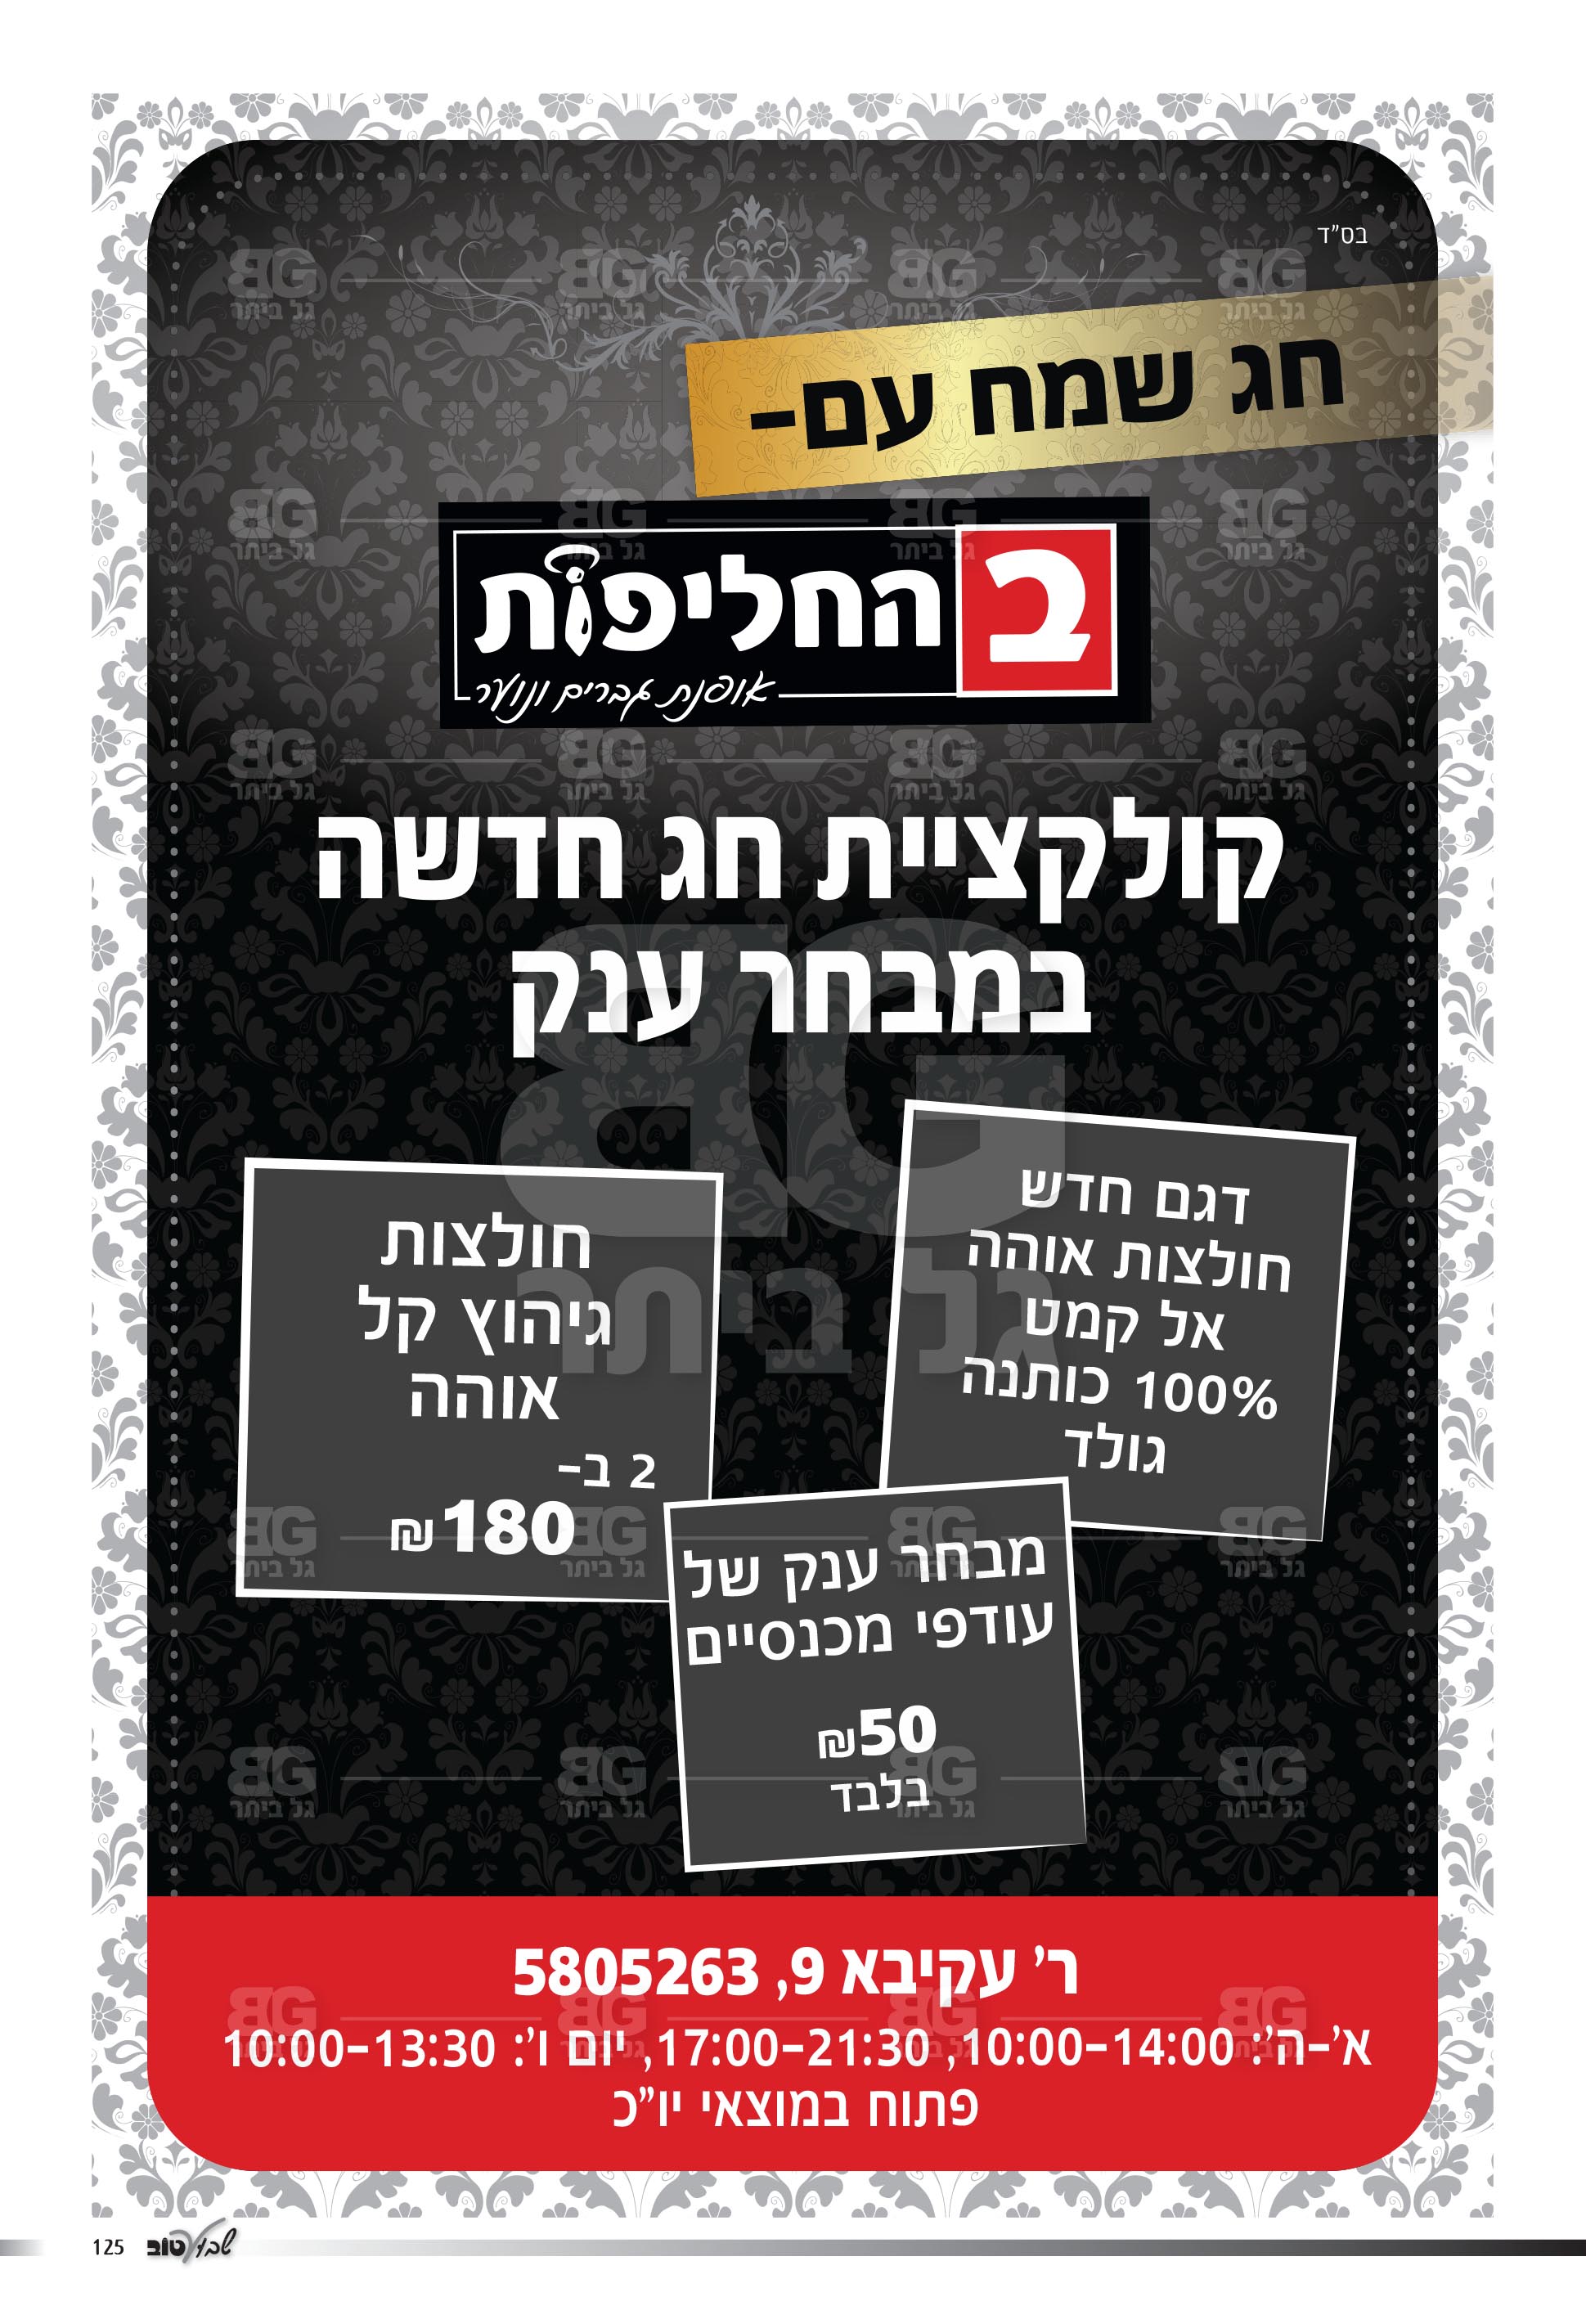 בס"ד
חג שמח עם-
ב החליפות
אופנת גברים ונוער
קולקציית חג חדשה
במבחר ענק
דגם חדש
חולצות אוהה
אל קמט
100% כותנה
גולד
חולצות
גיהוץ קל
אוהה
2 ב-
180₪
מבחר ענק של
עודפי מכנסיים
50₪
בלבד
ר' עקיבא 9, 5805263
א'-ה': 10:00-14:00, 17:00-21:30, יום ו': 10:00-13:30
פתוח במוצאי יו"כ
BG
גל ביתר
125 שבוע טוב